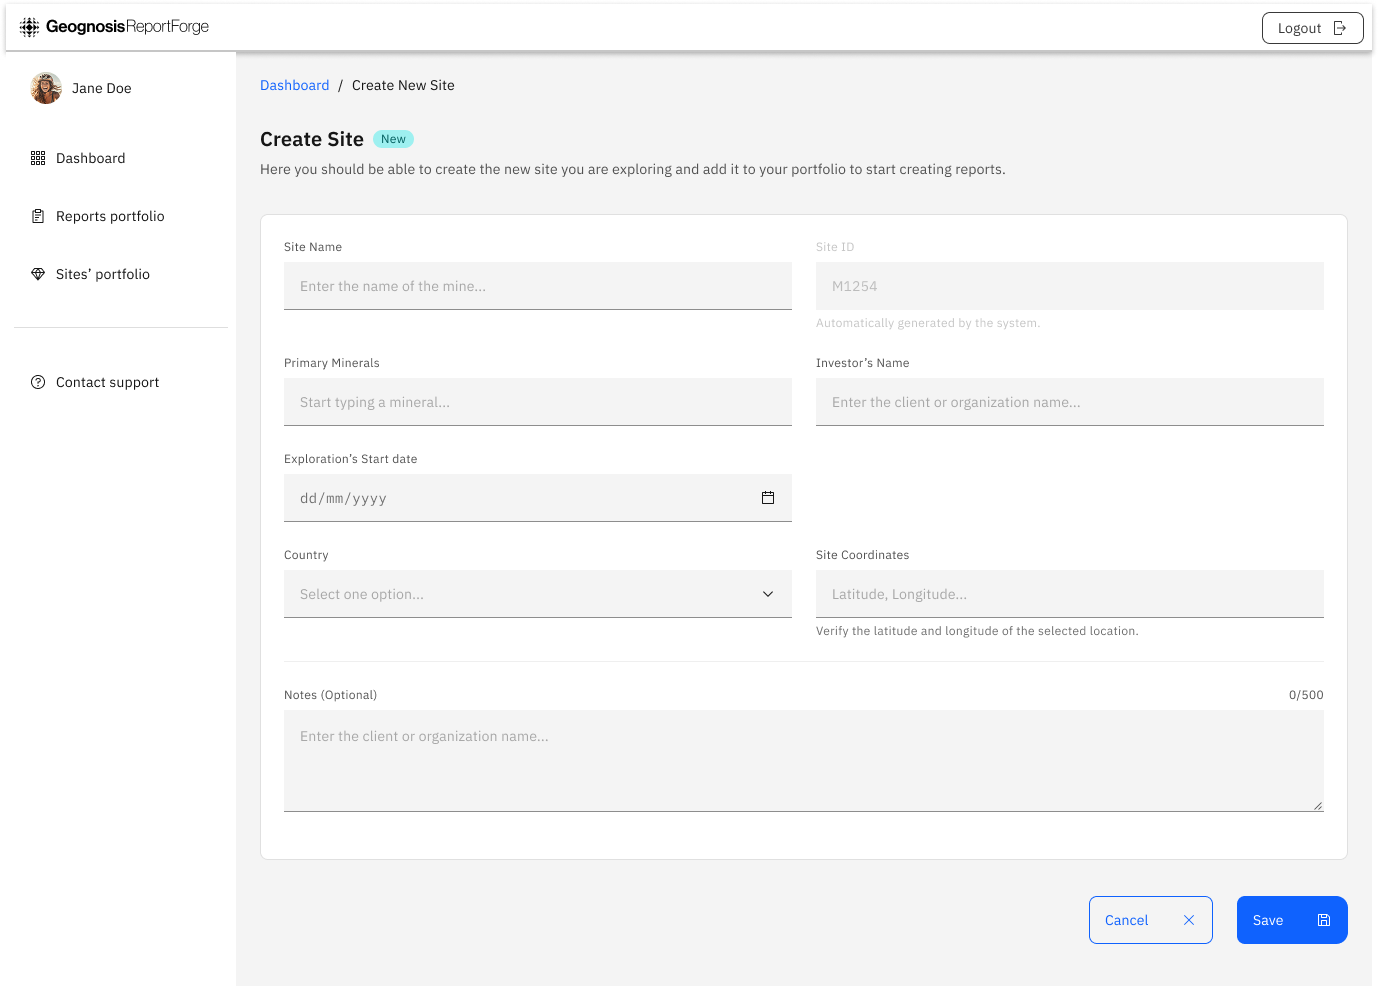 Geognosis ReportForge
Logout
Jane Doe
Dashboard
Reports portfolio
Sites’ portfolio
Contact support
Dashboard / Create New Site
Create Site New
Here you should be able to create the new site you are exploring and add it to your portfolio to start creating reports.
Site Name
Enter the name of the mine...
Site ID
M1254
Automatically generated by the system.
Primary Minerals
Start typing a mineral...
Investor’s Name
Enter the client or organization name...
Exploration’s Start date
dd/mm/yyyy
Country
Select one option...
Site Coordinates
Latitude, Longitude...
Verify the latitude and longitude of the selected location.
Notes (Optional)
0/500
Enter the client or organization name...
Cancel
Save